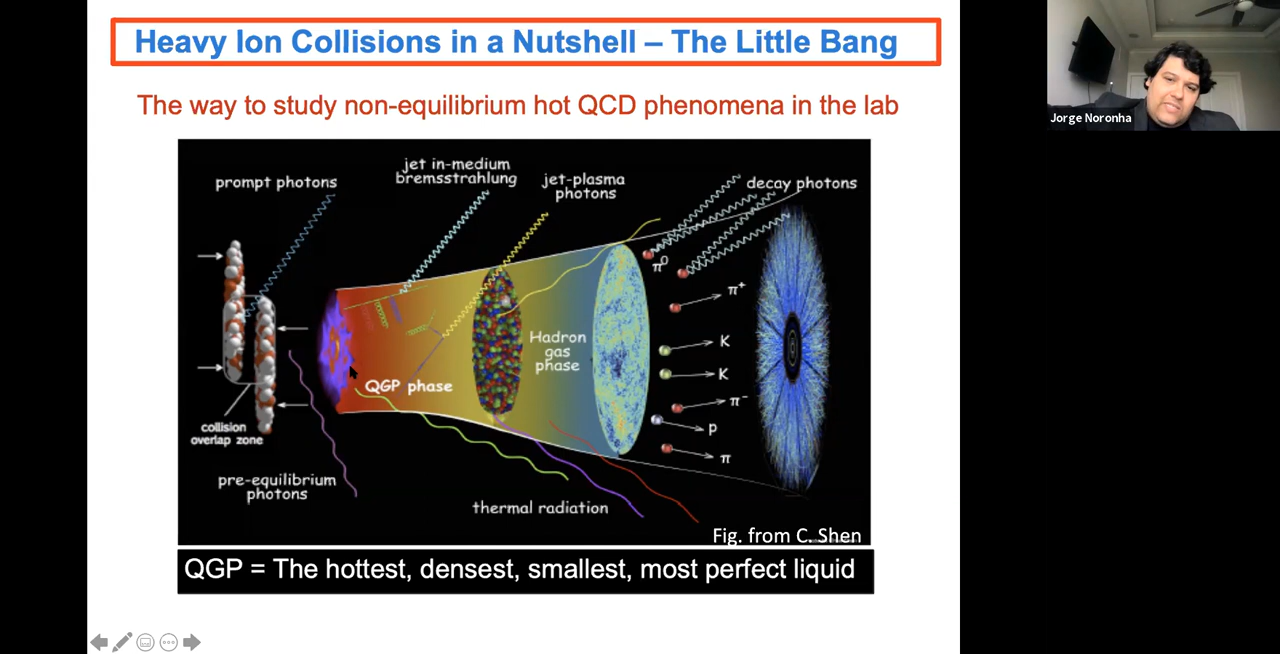 Heavy Ion Collisions in a Nutshell – The Little Bang
Jorge Noronha
The way to study non-equilibrium hot QCD phenomena in the lab
prompt photons
jet in-medium
bremsstrahlung
jet-plasma
photons
decay photons
π⁰
π⁺
K
K
π⁻
p
π
Hadron
gas
phase
QGP phase
collision
overlap zone
pre-equilibrium
photons
thermal radiation
Fig. from C. Shen
QGP = The hottest, densest, smallest, most perfect liquid